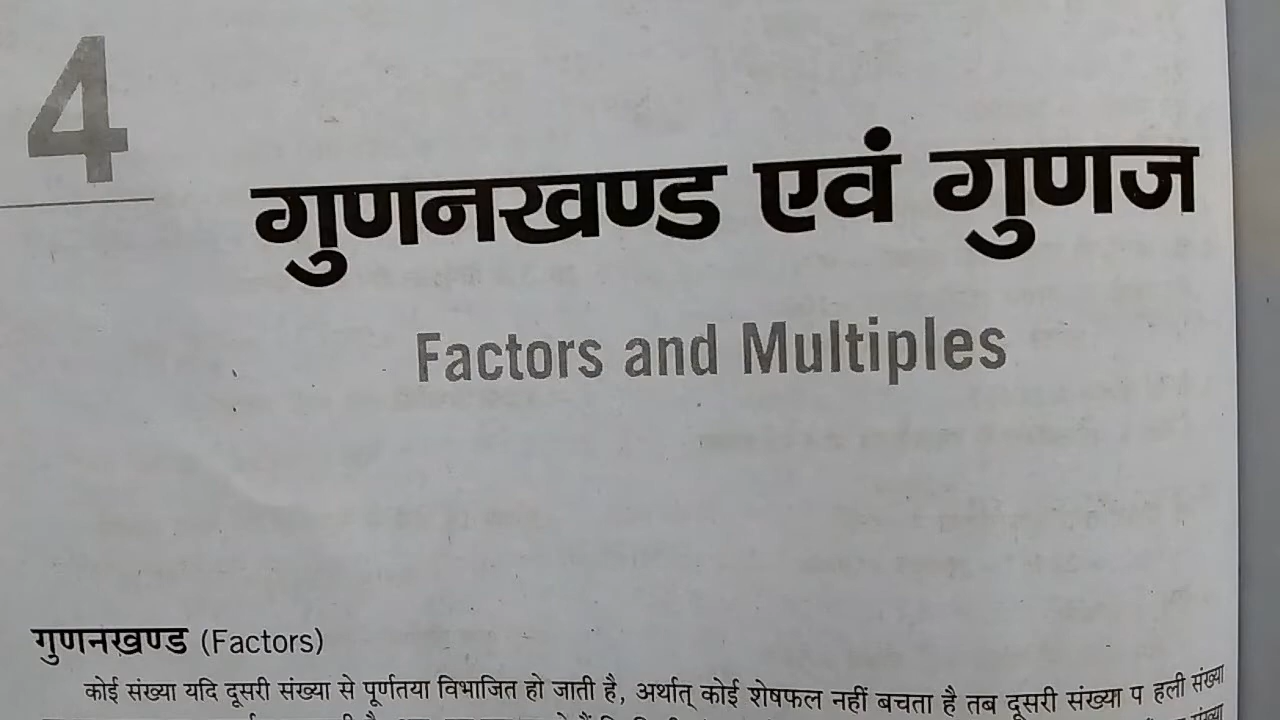 4
गुणनखण्ड एवं गुणज
Factors and Multiples
गुणनखण्ड (Factors)
कोई संख्या यदि दूसरी संख्या से पूर्णतया विभाजित हो जाती है, अर्थात् कोई शेषफल नहीं बचता है तब दूसरी संख्या प हली संख्या